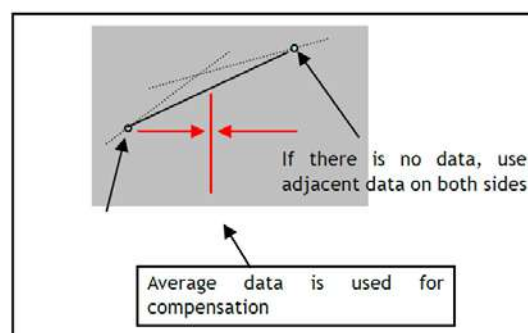 If there is no data, use
adjacent data on both sides
Average data is used for
compensation